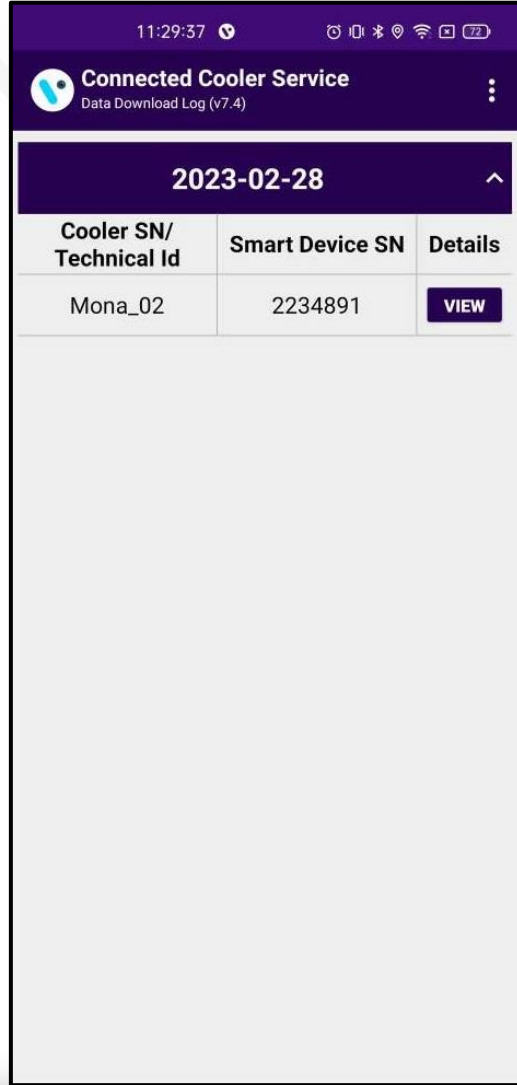 11:29:37
72
Connected Cooler Service
Data Download Log (v7.4)
2023-02-28
Cooler SN/
Technical Id
Smart Device SN
Details
Mona_02
2234891
VIEW